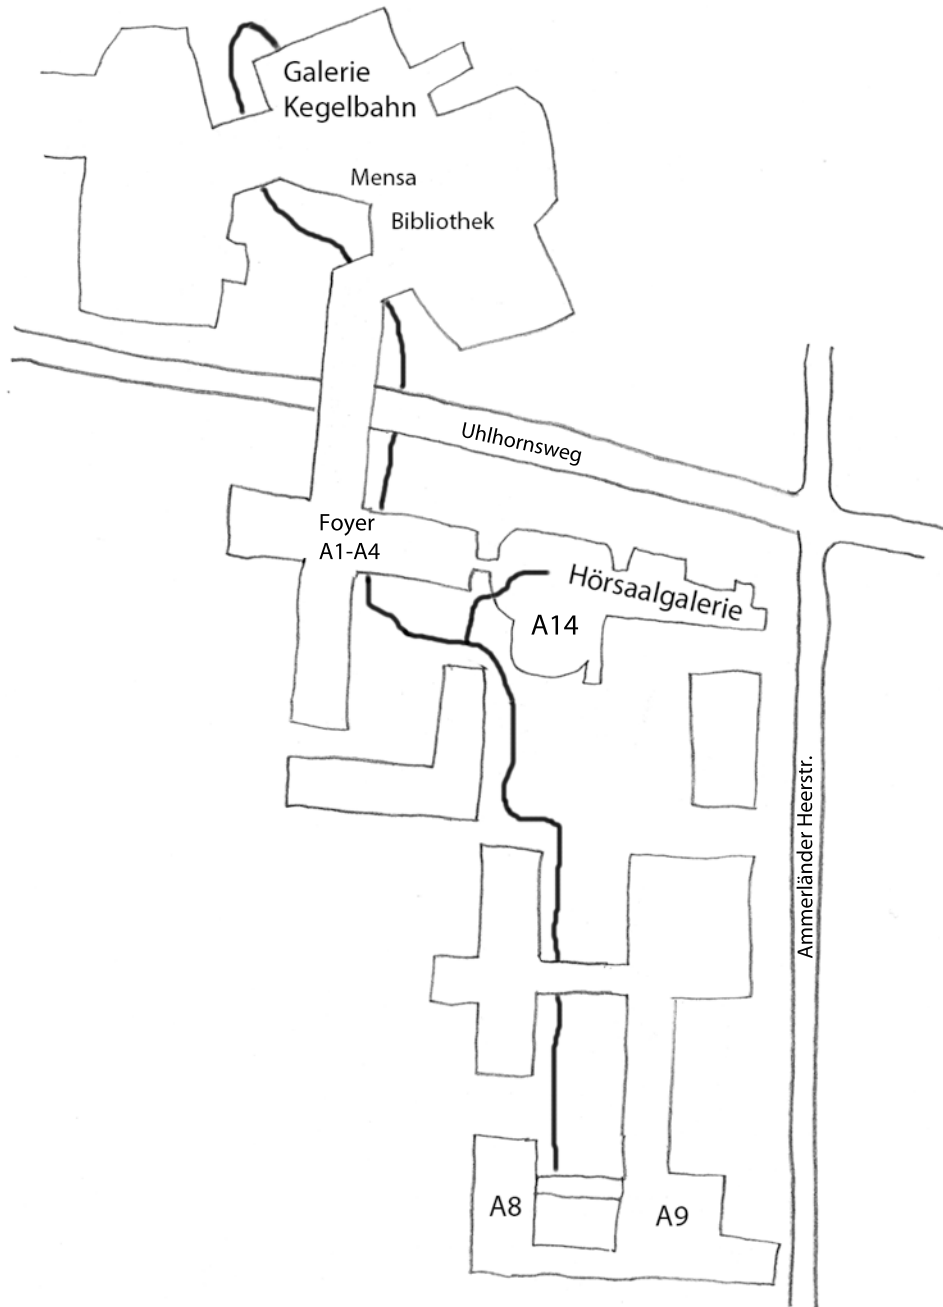 Galerie
Kegelbahn
Mensa
Bibliothek
Uhlhornsweg
Foyer
A1-A4
Hörsaalgalerie
A14
Ammerländer Heerstr.
A8
A9